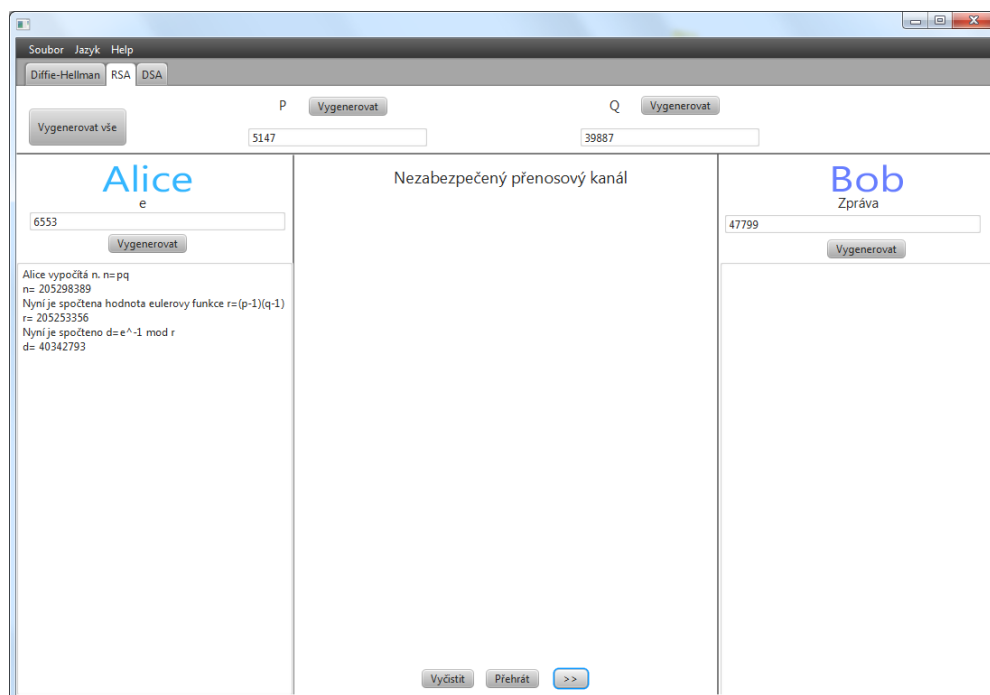 Soubor Jazyk Help
Diffie-Hellman RSA DSA
Vygenerovat vše
P Vygenerovat
5147
Q Vygenerovat
39887
Alice
e
6553
Vygenerovat
Alice vypočítá n. n=pq
n= 205298389
Nyní je spočtena hodnota eulerovy funkce r=(p-1)(q-1)
r= 205253356
Nyní je spočteno d=e^-1 mod r
d= 40342793
Nezabezpečený přenosový kanál
Vyčistit Přehrát >>
Bob
Zpráva
47799
Vygenerovat